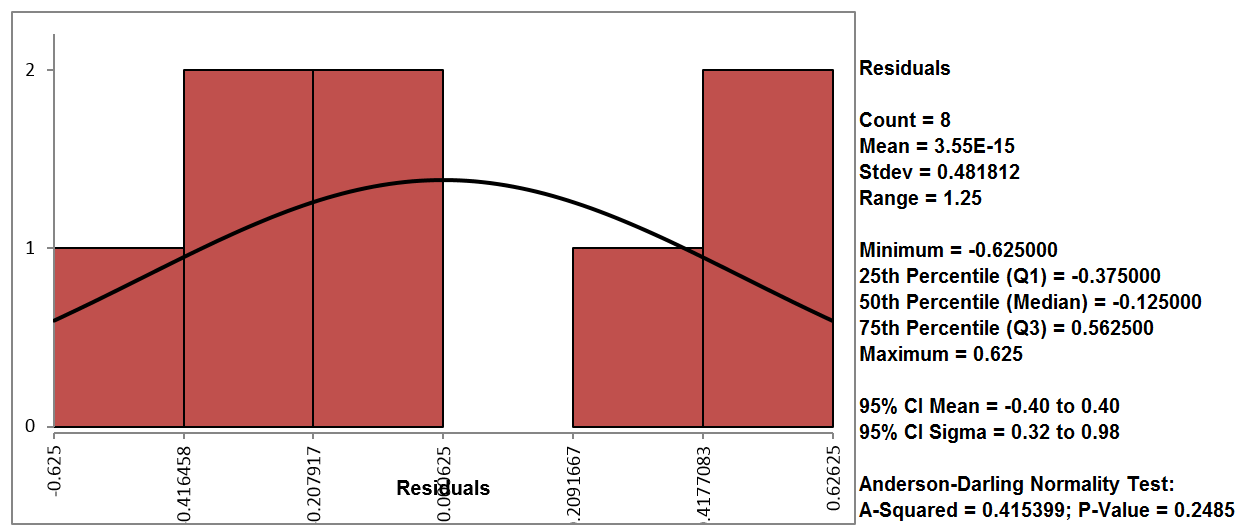 2
1
0
-0.625
0.416458
0.207917
0.000625
.2091667
.4177083
0.62625
Residuals
Residuals
Count = 8
Mean = 3.55E-15
Stdev = 0.481812
Range = 1.25
Minimum = -0.625000
25th Percentile (Q1) = -0.375000
50th Percentile (Median) = -0.125000
75th Percentile (Q3) = 0.562500
Maximum = 0.625
95% CI Mean = -0.40 to 0.40
95% CI Sigma = 0.32 to 0.98
Anderson-Darling Normality Test:
A-Squared = 0.415399; P-Value = 0.2485